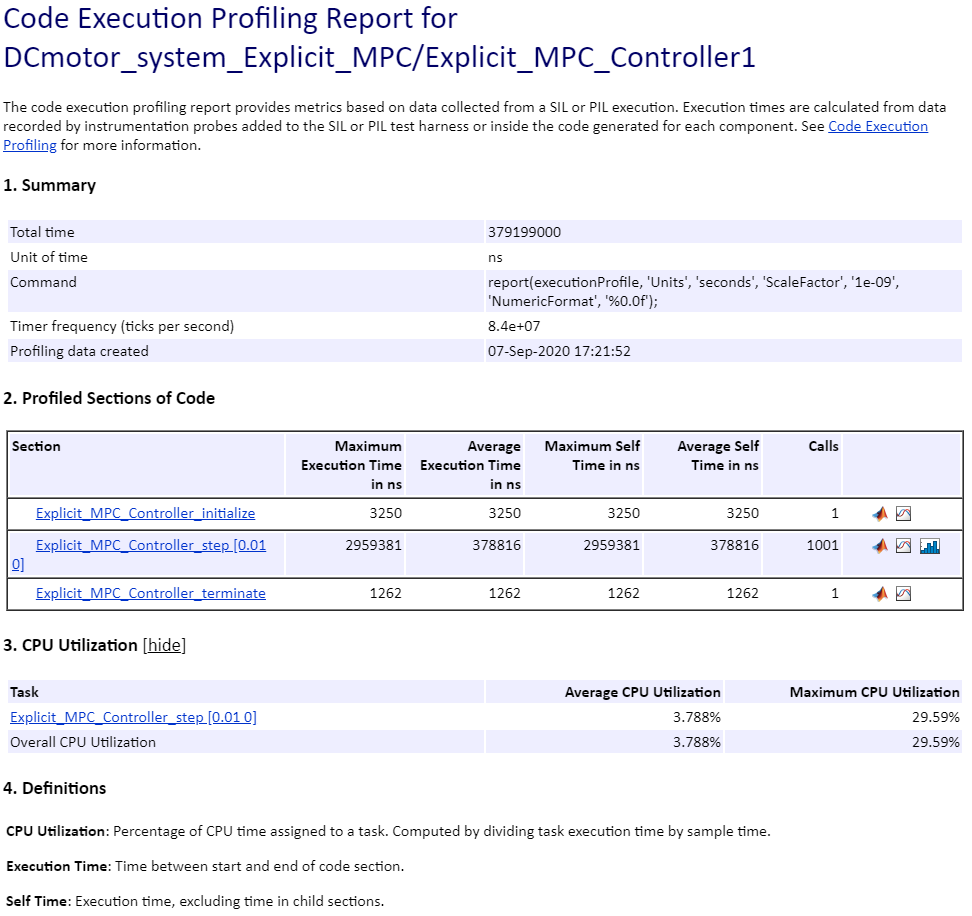 Code Execution Profiling Report for
DCmotor_system_Explicit_MPC/Explicit_MPC_Controller1
The code execution profiling report provides metrics based on data collected from a SIL or PIL execution. Execution times are calculated from data
recorded by instrumentation probes added to the SIL or PIL test harness or inside the code generated for each component. See Code Execution
Profiling for more information.
1. Summary
Total time 379199000
Unit of time ns
Command report(executionProfile, 'Units', 'seconds', 'ScaleFactor', '1e-09',
'NumericFormat', '%0.0f');
Timer frequency (ticks per second) 8.4e+07
Profiling data created 07-Sep-2020 17:21:52
2. Profiled Sections of Code
Section Maximum Average Maximum Self Average Self Calls
Execution Time Execution Time Time in ns Time in ns
in ns in ns
Explicit_MPC_Controller_initialize 3250 3250 3250 3250 1
Explicit_MPC_Controller_step [0.01 2959381 378816 2959381 378816 1001
0]
Explicit_MPC_Controller_terminate 1262 1262 1262 1262 1
3. CPU Utilization [hide]
Task Average CPU Utilization Maximum CPU Utilization
Explicit_MPC_Controller_step [0.01 0] 3.788% 29.59%
Overall CPU Utilization 3.788% 29.59%
4. Definitions
CPU Utilization: Percentage of CPU time assigned to a task. Computed by dividing task execution time by sample time.
Execution Time: Time between start and end of code section.
Self Time: Execution time, excluding time in child sections.